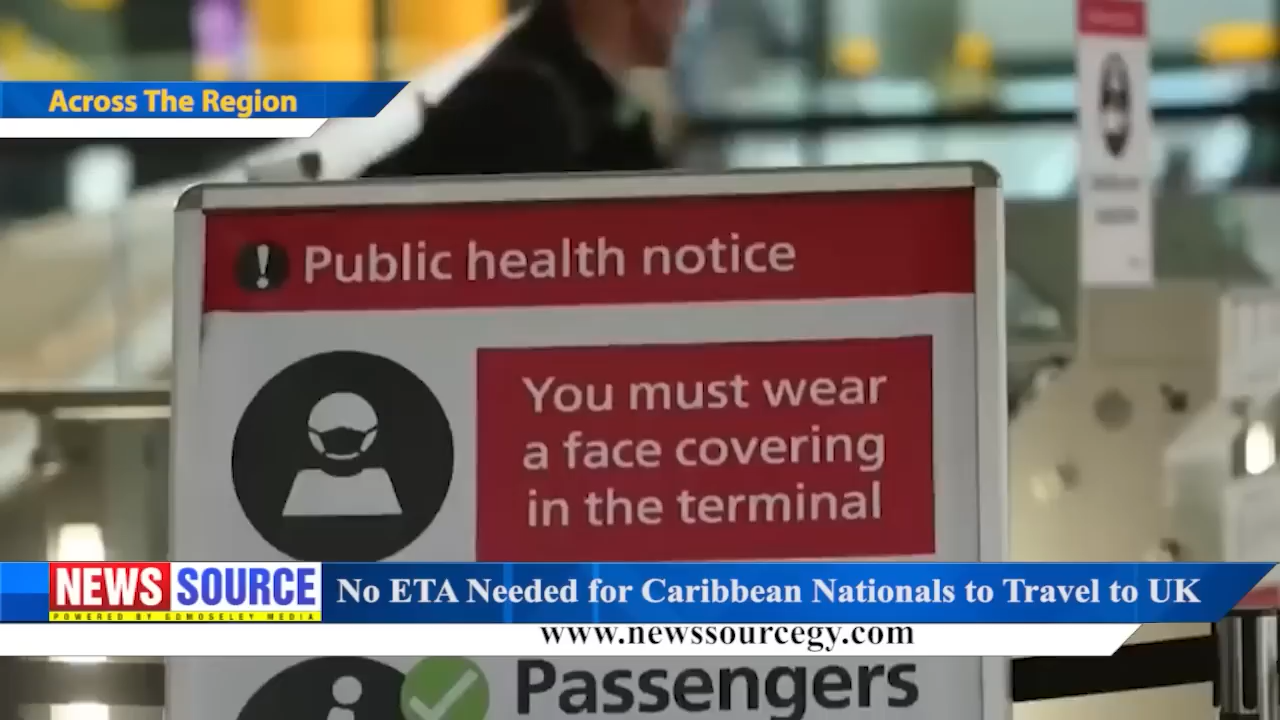 Across The Region
! Public health notice
You must wear
a face covering
in the terminal
NEWS SOURCE
POWERED BY GDMOSELEY MEDIA
No ETA Needed for Caribbean Nationals to Travel to UK
www.newssourcegy.com
Passengers